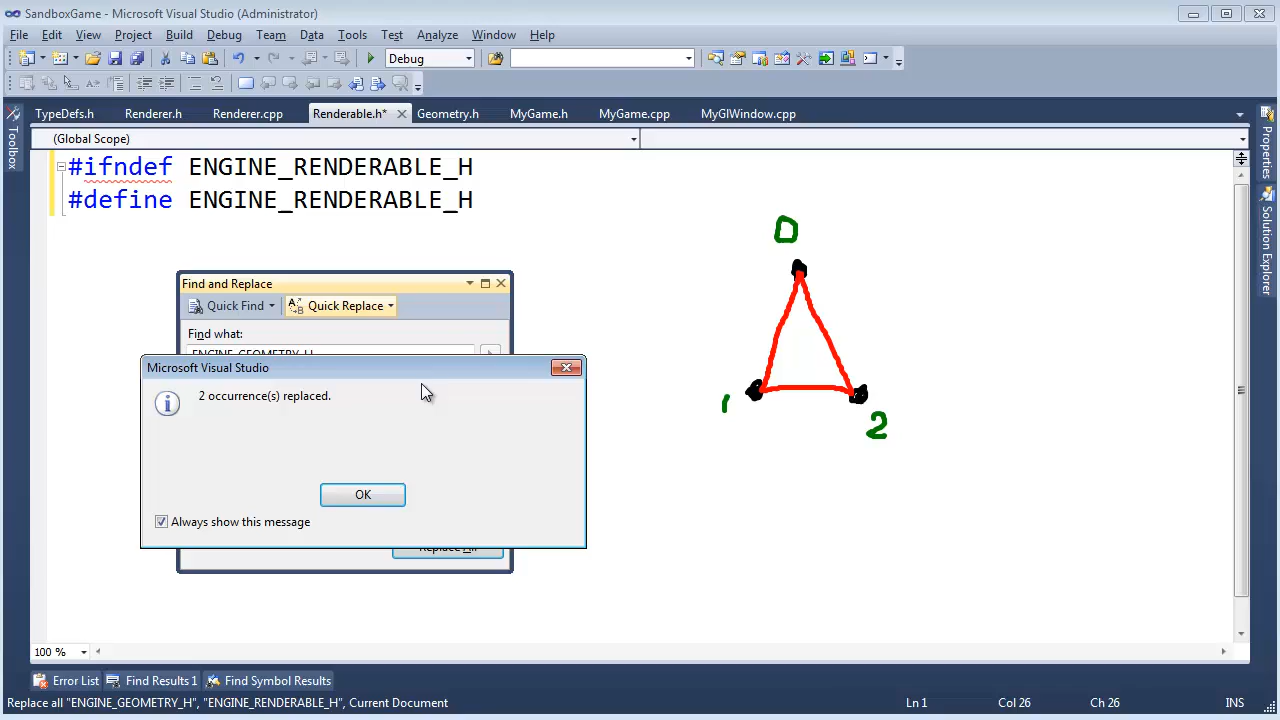 SandboxGame - Microsoft Visual Studio (Administrator)
File Edit View Project Build Debug Team Data Tools Test Analyze Window Help
Debug
TypeDefs.h Renderer.h Renderer.cpp Renderable.h* Geometry.h MyGame.h MyGame.cpp MyGlWindow.cpp
(Global Scope)
Toolbox
Properties
Solution Explorer
#ifndef ENGINE_RENDERABLE_H
#define ENGINE_RENDERABLE_H
0
1
2
Find and Replace
Quick Find Quick Replace
Find what:
ENGINE_GEOMETRY_H
Microsoft Visual Studio
2 occurrence(s) replaced.
OK
Always show this message
Replace All
100 %
Error List Find Results 1 Find Symbol Results
Replace all "ENGINE_GEOMETRY_H", "ENGINE_RENDERABLE_H", Current Document Ln 1 Col 26 Ch 26 INS